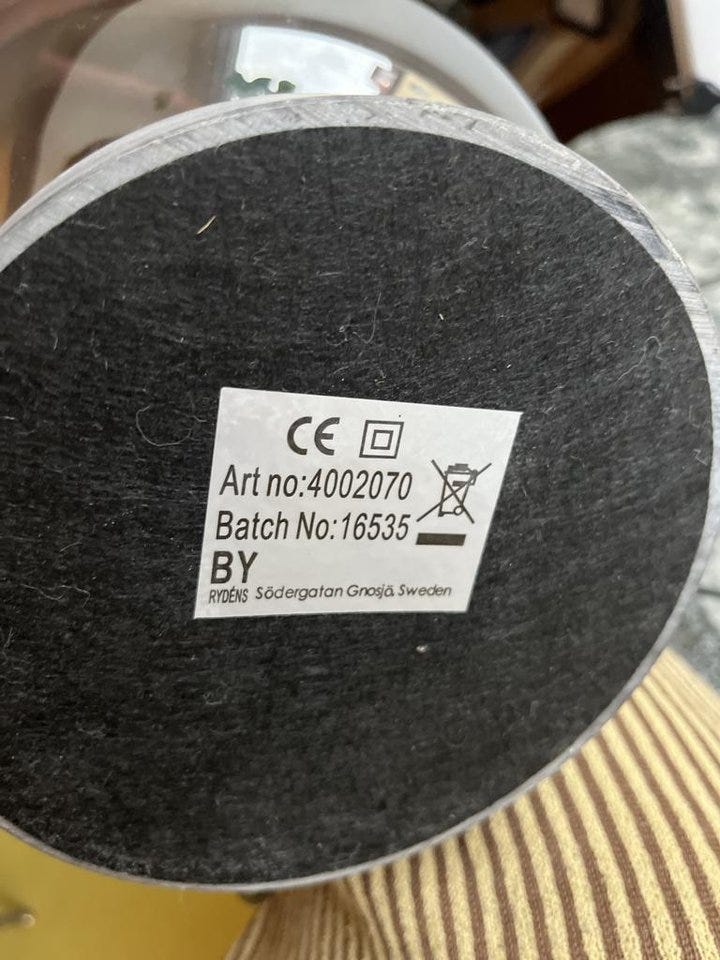 CE
Art no:4002070
Batch No:16535
BY
RYDÉNS Södergatan Gnosjö, Sweden